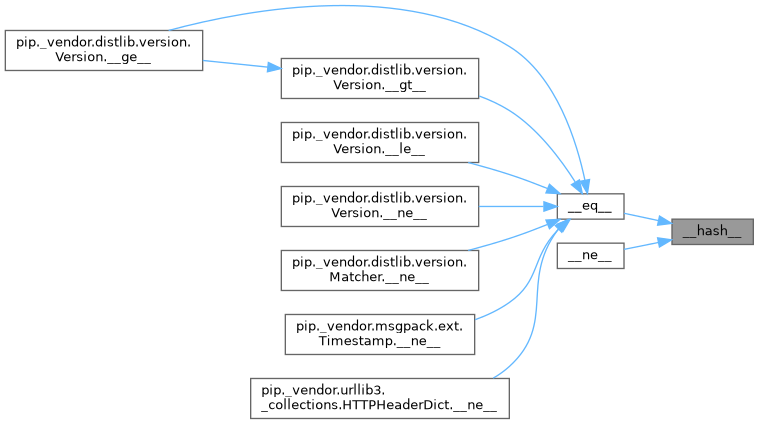 pip._vendor.distlib.version.
Version.__ge__
pip._vendor.distlib.version.
Version.__gt__
pip._vendor.distlib.version.
Version.__le__
pip._vendor.distlib.version.
Version.__ne__
pip._vendor.distlib.version.
Matcher.__ne__
pip._vendor.msgpack.ext.
Timestamp.__ne__
pip._vendor.urllib3.
_collections.HTTPHeaderDict.__ne__
__eq__
__ne__
__hash__